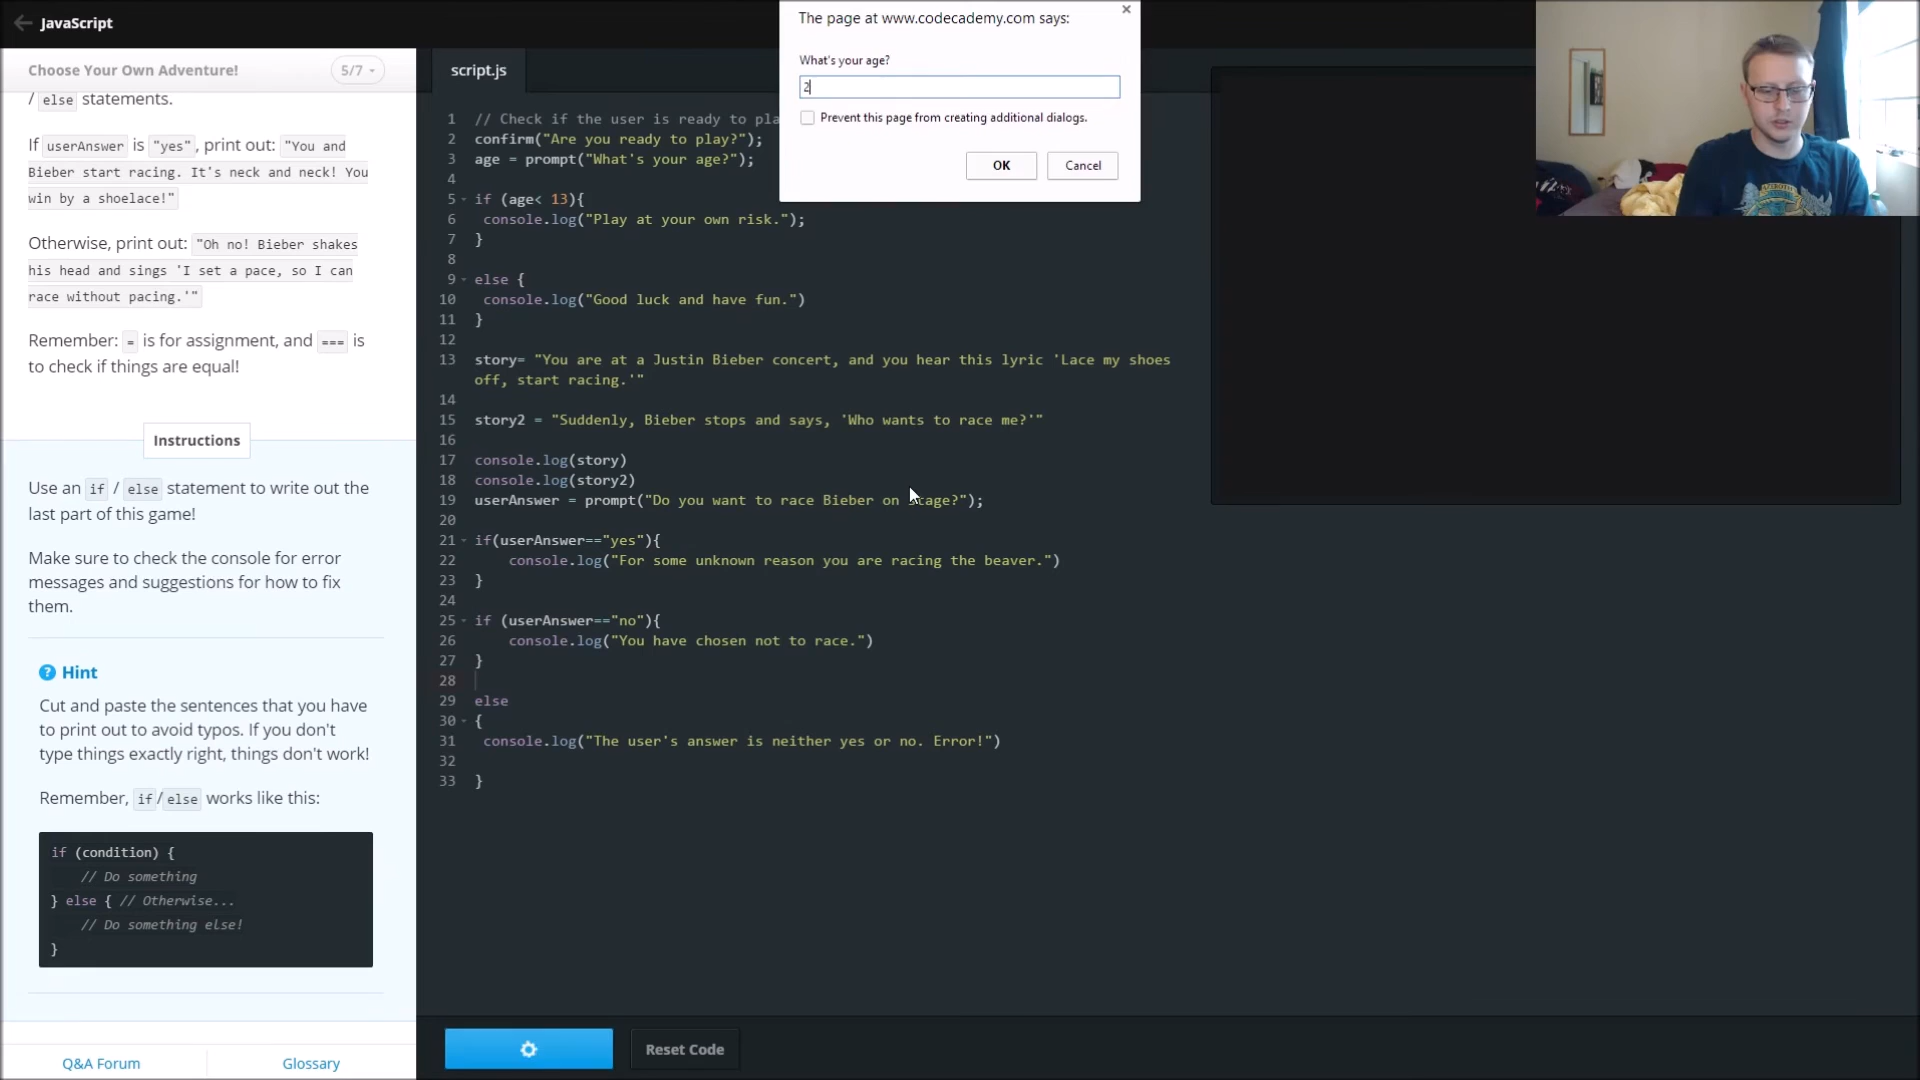 JavaScript
Choose Your Own Adventure!
5/7
/ else statements.
If userAnswer is "yes", print out: "You and
Bieber start racing. It's neck and neck! You
win by a shoelace!"
Otherwise, print out: "Oh no! Bieber shakes
his head and sings 'I set a pace, so I can
race without pacing.'"
Remember: = is for assignment, and === is
to check if things are equal!
Instructions
Use an if / else statement to write out the
last part of this game!
Make sure to check the console for error
messages and suggestions for how to fix
them.
? Hint
Cut and paste the sentences that you have
to print out to avoid typos. If you don't
type things exactly right, things don't work!
Remember, if/else works like this:
if (condition) {
// Do something
} else { // Otherwise...
// Do something else!
}
Q&A Forum
Glossary
script.js
1 // Check if the user is ready to pla
2 confirm("Are you ready to play?");
3 age = prompt("What's your age?");
4
5 if (age< 13){
6 console.log("Play at your own risk.");
7 }
8
9 else {
10 console.log("Good luck and have fun.")
11 }
12
13 story= "You are at a Justin Bieber concert, and you hear this lyric 'Lace my shoes
off, start racing.'"
14
15 story2 = "Suddenly, Bieber stops and says, 'Who wants to race me?'"
16
17 console.log(story)
18 console.log(story2)
19 userAnswer = prompt("Do you want to race Bieber on stage?");
20
21 if(userAnswer=="yes"){
22 console.log("For some unknown reason you are racing the beaver.")
23 }
24
25 if (userAnswer=="no"){
26 console.log("You have chosen not to race.")
27 }
28
29 else
30 {
31 console.log("The user's answer is neither yes or no. Error!")
32
33 }
Reset Code
The page at www.codecademy.com says:
What's your age?
2
Prevent this page from creating additional dialogs.
OK
Cancel